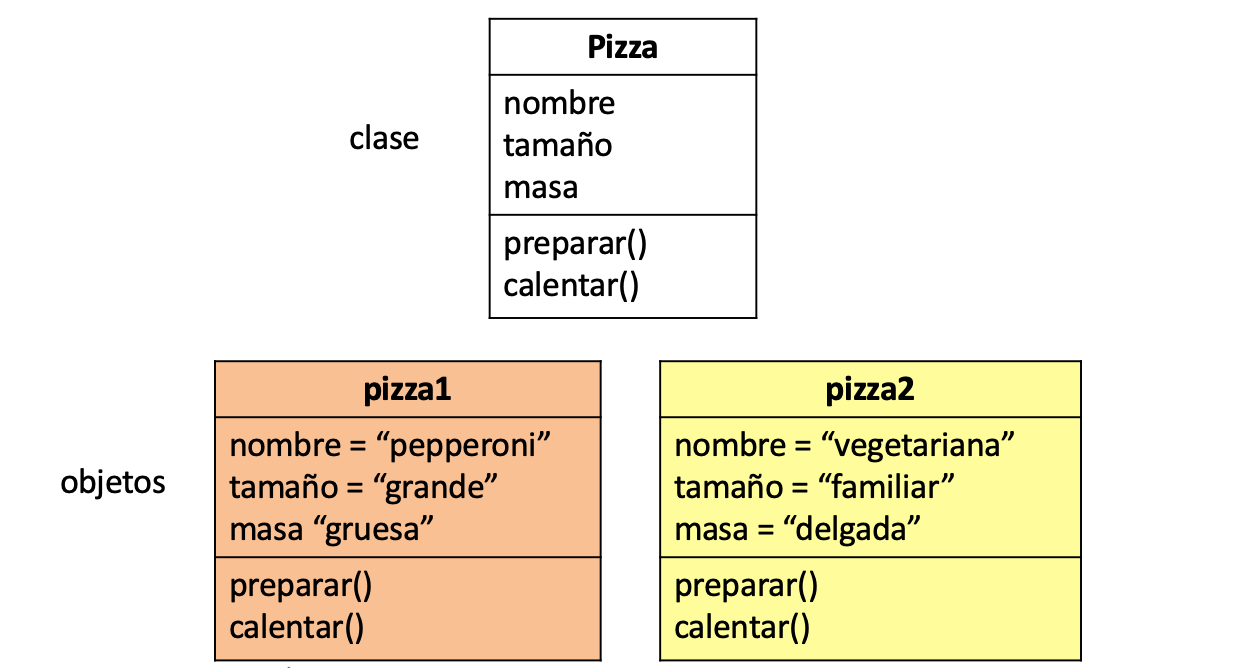 Pizza
clase
nombre
tamaño
masa
preparar()
calentar()
objetos
pizza1
nombre = “pepperoni”
tamaño = “grande”
masa “gruesa”
preparar()
calentar()
pizza2
nombre = “vegetariana”
tamaño = “familiar”
masa = “delgada”
preparar()
calentar()